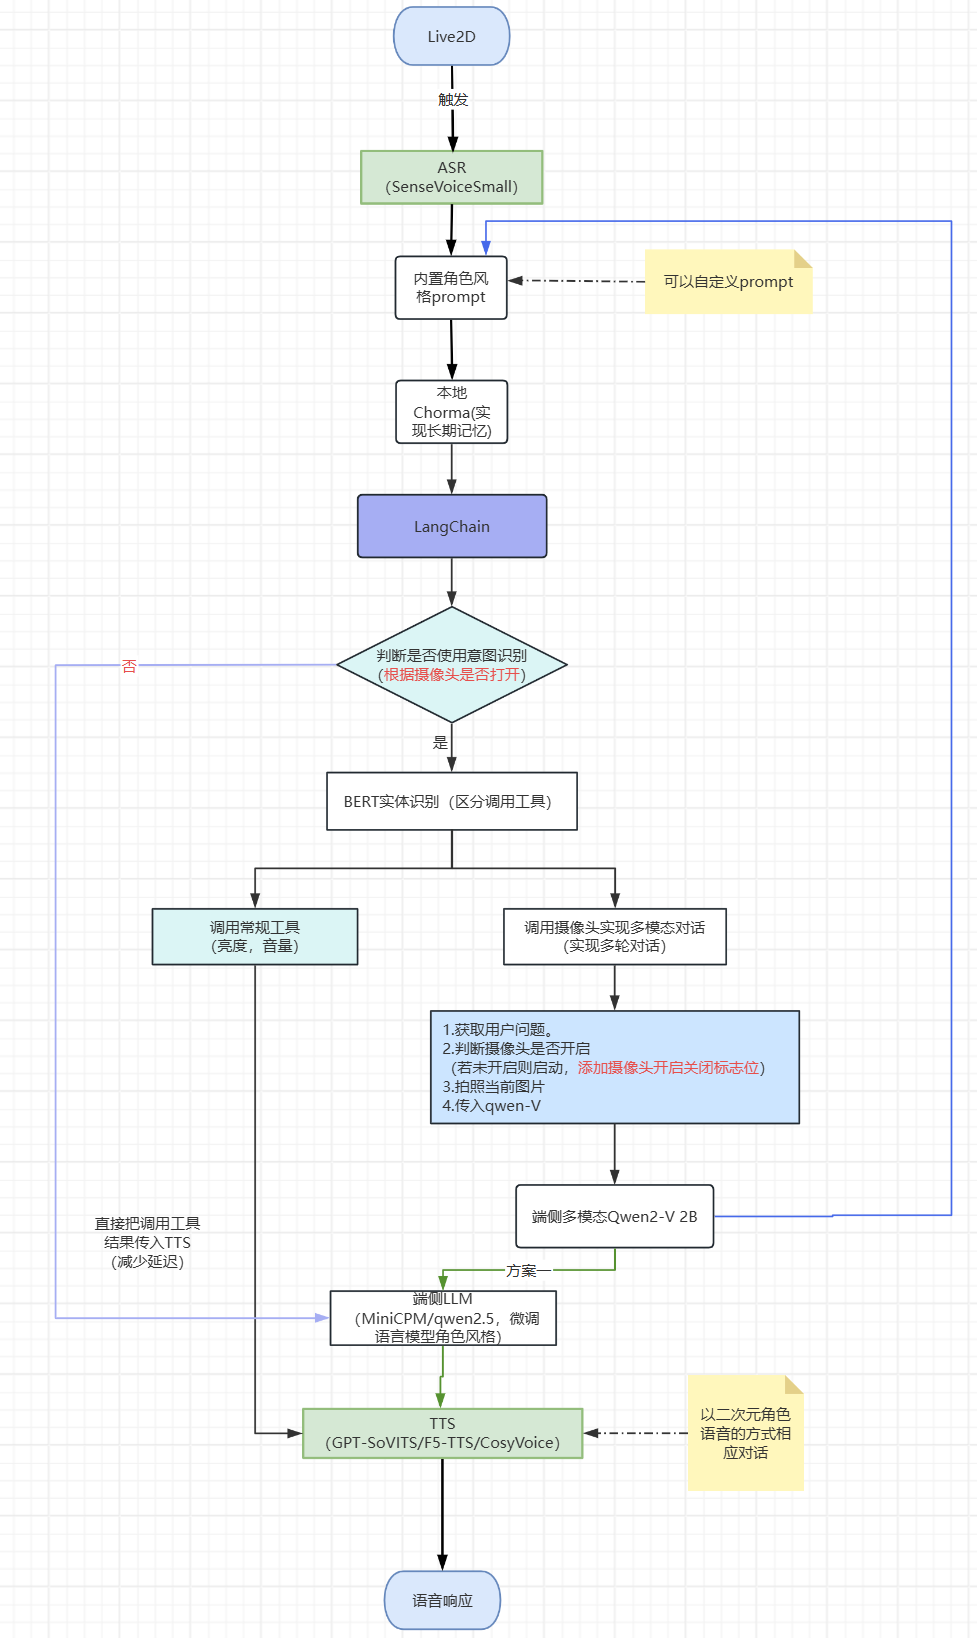 Live2D
触发
ASR
（SenseVoiceSmall）
内置角色风
格prompt
可以自定义prompt
本地
Chorma(实
现长期记忆)
LangChain
判断是否使用意图识别
（根据摄像头是否打开）
否
是
BERT实体识别（区分调用工具）
调用常规工具
（亮度，音量）
调用摄像头实现多模态对话
（实现多轮对话）
1.获取用户问题。
2.判断摄像头是否开启
（若未开启则启动，添加摄像头开启关闭标志位）
3.拍照当前图片
4.传入qwen-V
端侧多模态Qwen2-V 2B
直接把调用工具
结果传入TTS
（减少延迟）
方案一
端侧LLM
（MiniCPM/qwen2.5，微调
语言模型角色风格）
TTS
（GPT-SoVITS/F5-TTS/CosyVoice）
以二次元角色
语音的方式相
应对话
语音响应